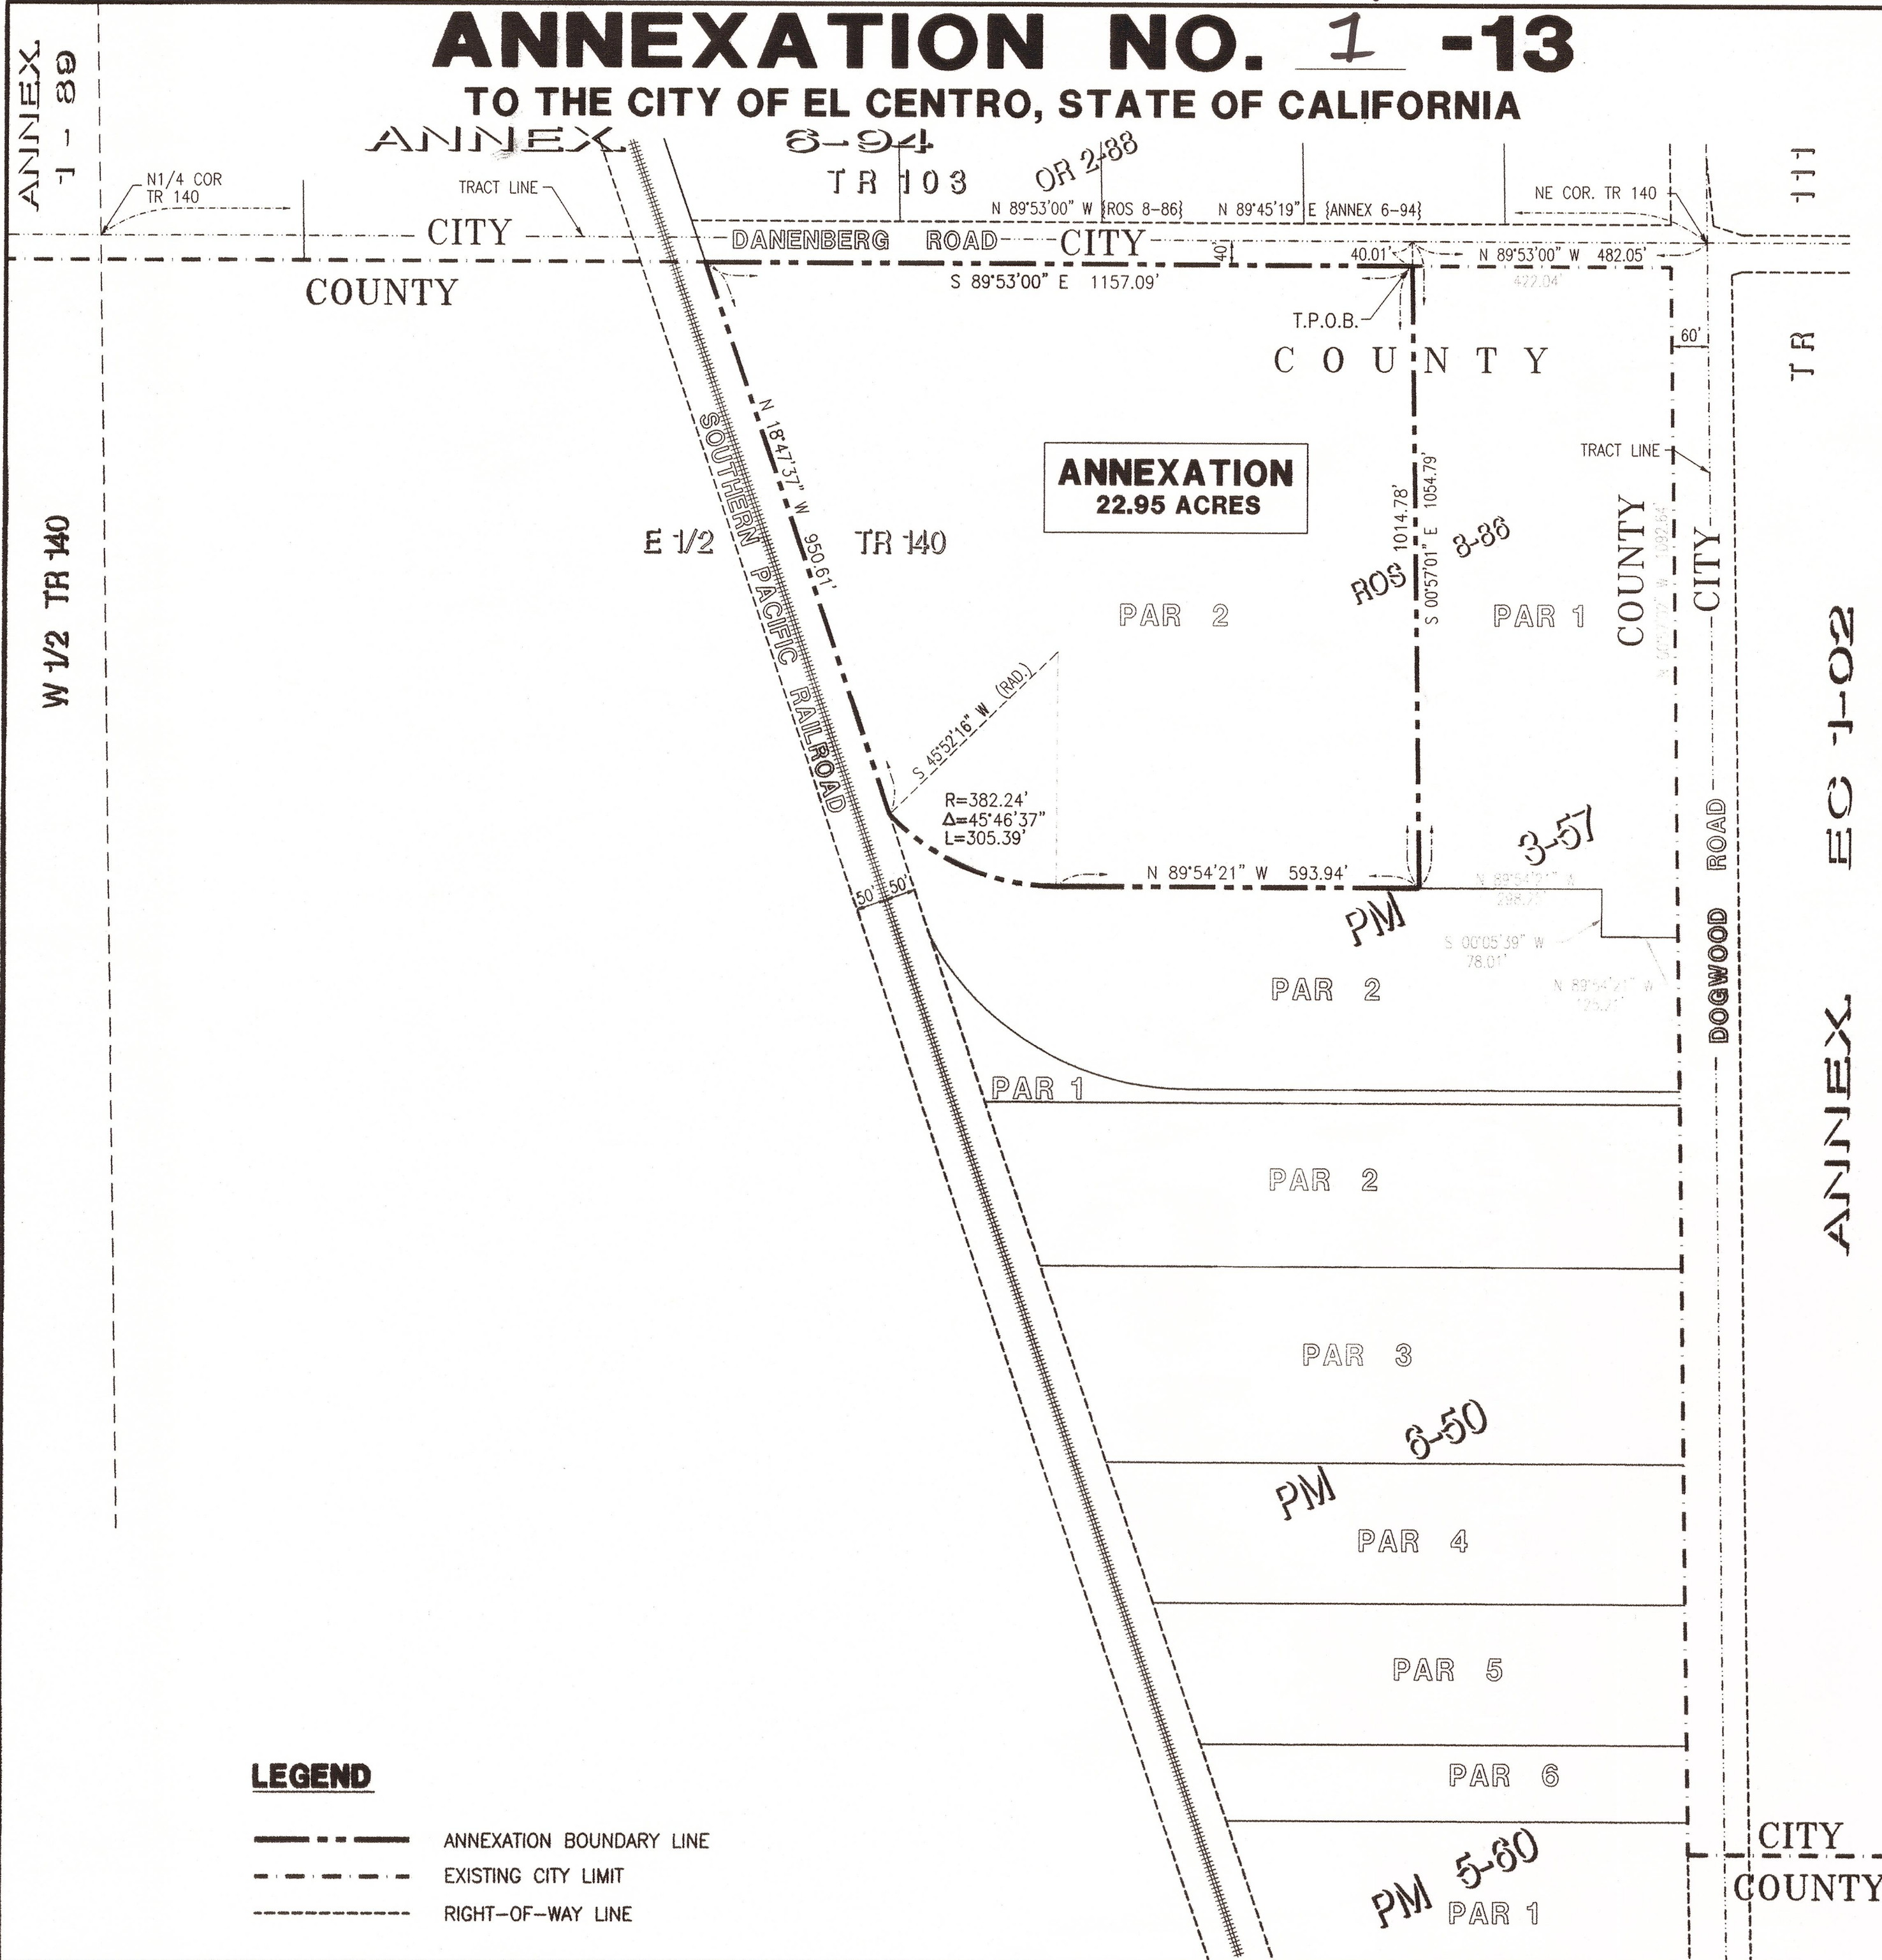 ANNEXATION NO. 1 -13
TO THE CITY OF EL CENTRO, STATE OF CALIFORNIA
ANNEX. 1-89
ANNEX. 6-94
TR 103
OR 2-88
111
N1/4 COR
TR 140
TRACT LINE
N 89°53'00" W {ROS 8-86}
N 89°45'19" E {ANNEX 6-94}
NE COR. TR 140
CITY
DANENBERG ROAD
CITY
40
40.01'
N 89°53'00" W 482.05'
422.04'
COUNTY
S 89°53'00" E 1157.09'
T.P.O.B.
60'
COUNTY
TR
N 18°47'37" W 950.61'
SOUTHERN PACIFIC RAILROAD
ANNEXATION
22.95 ACRES
1014.78'
S 00°57'01" E 1054.79'
TRACT LINE
COUNTY
CITY
W 1/2 TR 140
E 1/2
TR 140
ROS 8-86
PAR 2
PAR 1
S 45°52'16" W (RAD.)
R=382.24'
Δ=45°46'37"
L=305.39'
N 89°54'21" W 593.94'
50'
50'
PM 3-57
N 89°54'21" W
S 00°05'39" W
78.01'
N 89°54'21" W
DOGWOOD ROAD
ANNEX EC 1-02
PAR 2
PAR 1
PAR 2
PAR 3
PM 6-50
PAR 4
PAR 5
PAR 6
PM 5-60
PAR 1
CITY
COUNTY
LEGEND
ANNEXATION BOUNDARY LINE
EXISTING CITY LIMIT
RIGHT-OF-WAY LINE